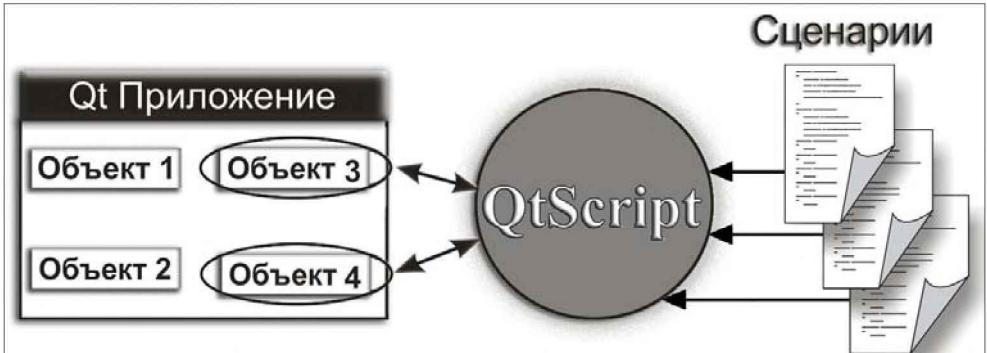 Сценарии
Qt Приложение
Объект 1
Объект 3
QtScript
Объект 2
Объект 4